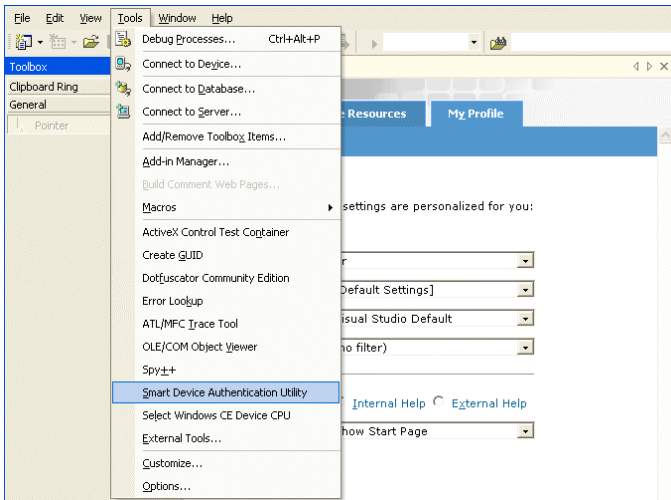 File Edit View Tools Window Help
Toolbox
Clipboard Ring
General
Pointer
Debug Processes... Ctrl+Alt+P
Connect to Device...
Connect to Database...
Connect to Server...
Add/Remove Toolbox Items...
Add-in Manager...
Build Comment Web Pages...
Macros
ActiveX Control Test Container
Create GUID
Dotfuscator Community Edition
Error Lookup
ATL/MFC Trace Tool
OLE/COM Object Viewer
Spy++
Smart Device Authentication Utility
Select Windows CE Device CPU
External Tools...
Customize...
Options...
Resources My Profile
settings are personalized for you:
Default Settings]
isual Studio Default
no filter)
Internal Help External Help
how Start Page